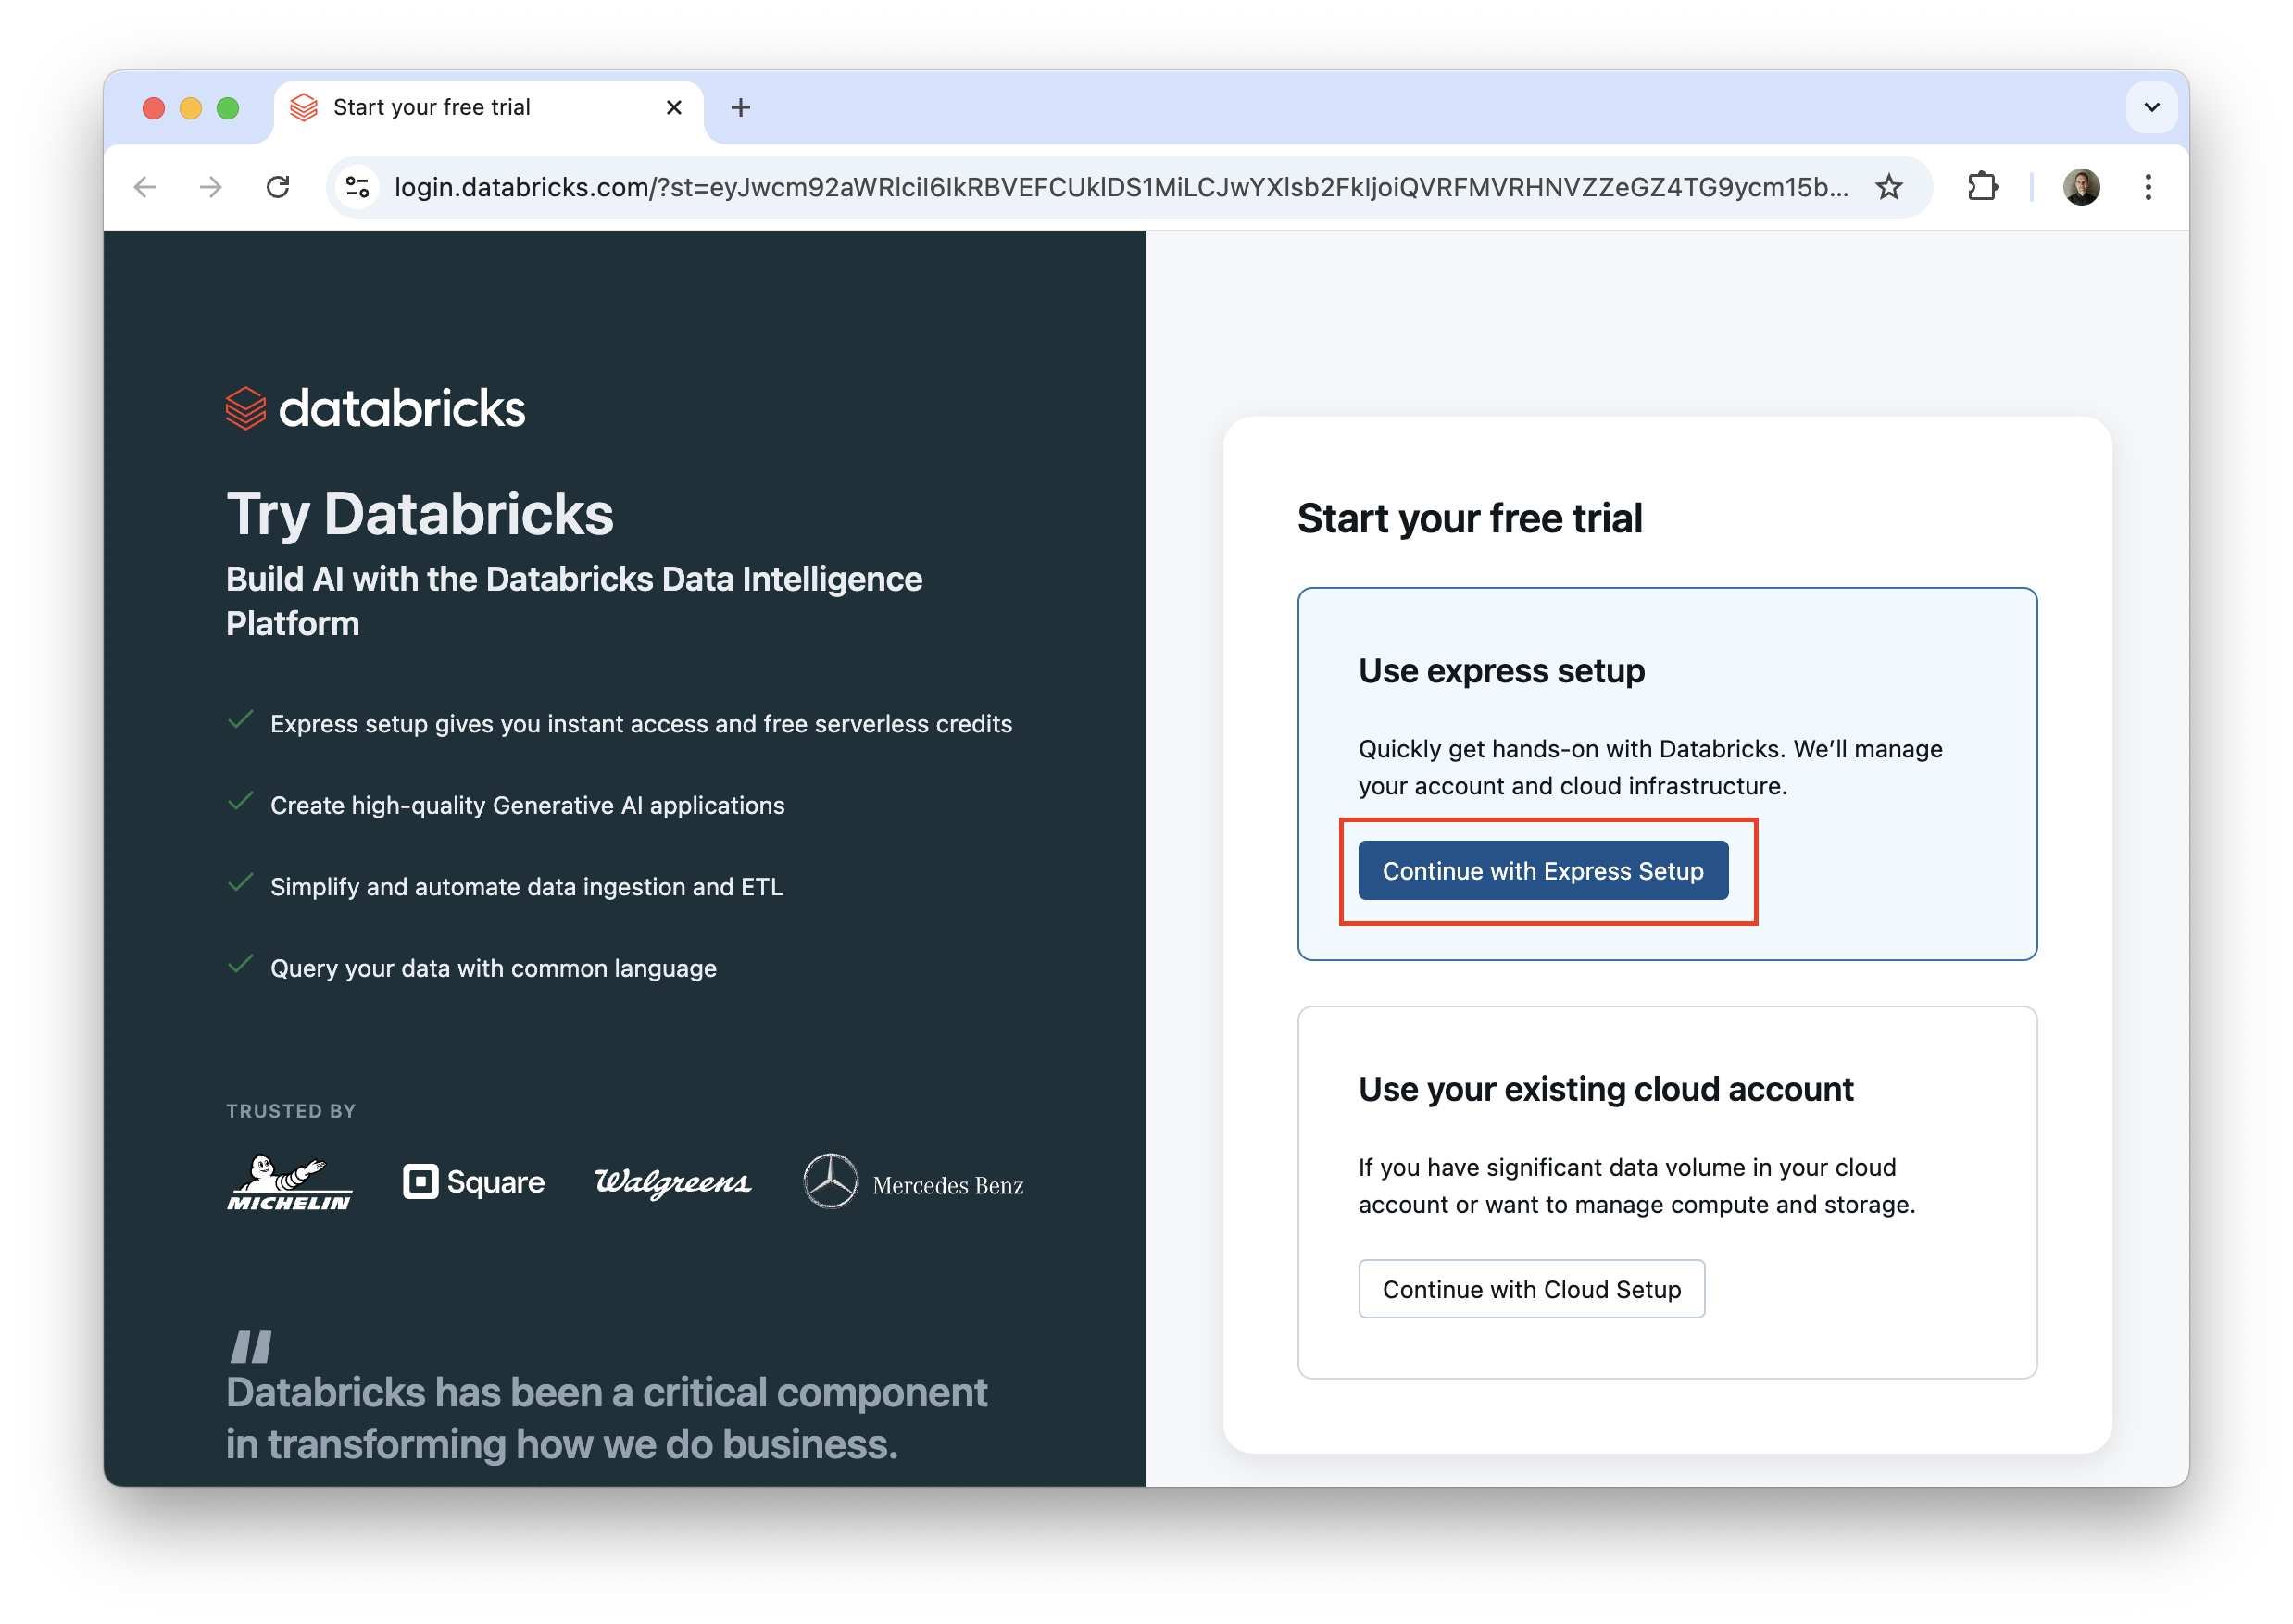 Start your free trial
login.databricks.com/?st=eyJwcm92aWRlciI6IkRBVEFCUklDS1MiLCJwYXlsb2FkIjoiQVRFMVRHNVZZeGZ4TG9ycm15b...
databricks
Try Databricks
Build AI with the Databricks Data Intelligence
Platform
Express setup gives you instant access and free serverless credits
Create high-quality Generative AI applications
Simplify and automate data ingestion and ETL
Query your data with common language
TRUSTED BY
MICHELIN
Square
Walgreens
Mercedes Benz
"
Databricks has been a critical component
in transforming how we do business.
Start your free trial
Use express setup
Quickly get hands-on with Databricks. We’ll manage
your account and cloud infrastructure.
Continue with Express Setup
Use your existing cloud account
If you have significant data volume in your cloud
account or want to manage compute and storage.
Continue with Cloud Setup